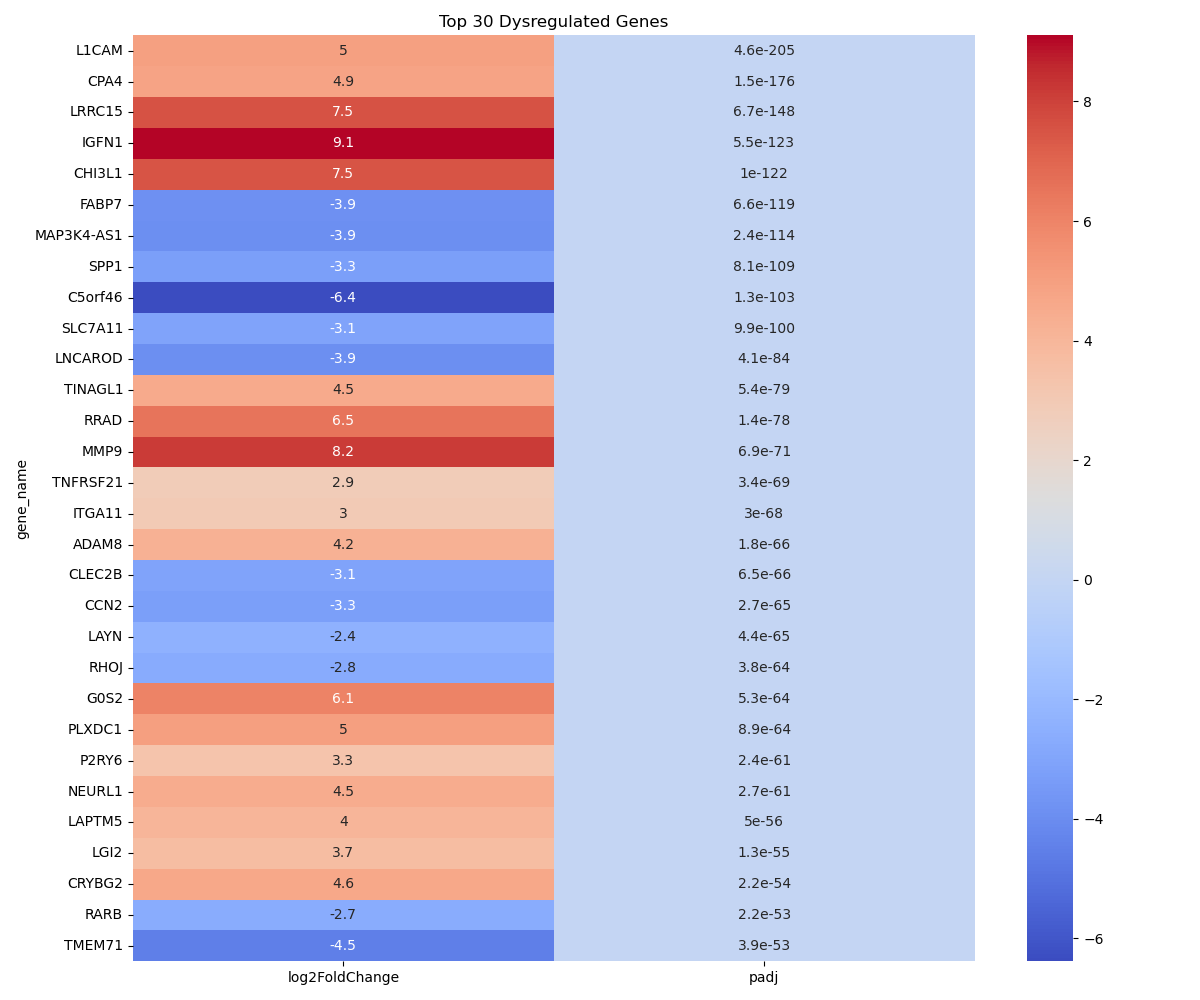 Top 30 Dysregulated Genes
gene_name
L1CAM 5 4.6e-205
CPA4 4.9 1.5e-176
LRRC15 7.5 6.7e-148
IGFN1 9.1 5.5e-123
CHI3L1 7.5 1e-122
FABP7 -3.9 6.6e-119
MAP3K4-AS1 -3.9 2.4e-114
SPP1 -3.3 8.1e-109
C5orf46 -6.4 1.3e-103
SLC7A11 -3.1 9.9e-100
LNCAROD -3.9 4.1e-84
TINAGL1 4.5 5.4e-79
RRAD 6.5 1.4e-78
MMP9 8.2 6.9e-71
TNFRSF21 2.9 3.4e-69
ITGA11 3 3e-68
ADAM8 4.2 1.8e-66
CLEC2B -3.1 6.5e-66
CCN2 -3.3 2.7e-65
LAYN -2.4 4.4e-65
RHOJ -2.8 3.8e-64
G0S2 6.1 5.3e-64
PLXDC1 5 8.9e-64
P2RY6 3.3 2.4e-61
NEURL1 4.5 2.7e-61
LAPTM5 4 5e-56
LGI2 3.7 1.3e-55
CRYBG2 4.6 2.2e-54
RARB -2.7 2.2e-53
TMEM71 -4.5 3.9e-53
log2FoldChange padj
8
6
4
2
0
−2
−4
−6